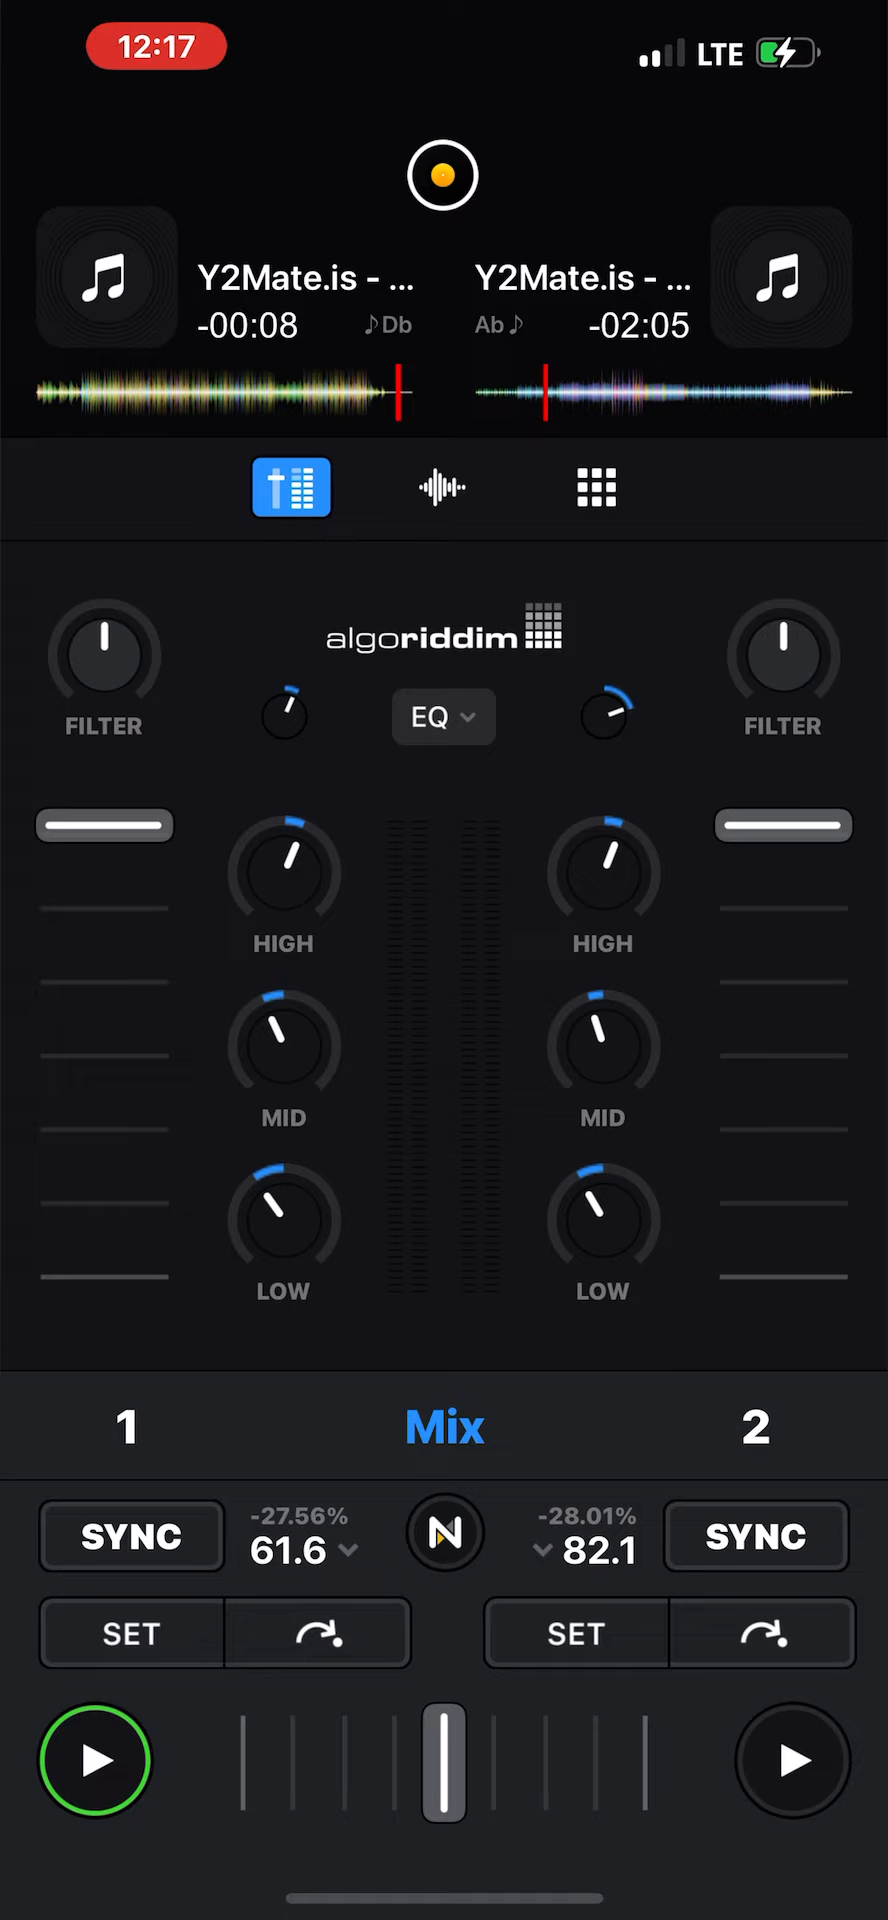 12:17
LTE
Y2Mate.is - ...
-00:08
Db
Y2Mate.is - ...
Ab
-02:05
algoriddim
FILTER
EQ
FILTER
HIGH
HIGH
MID
MID
LOW
LOW
1
Mix
2
SYNC
-27.56%
61.6
N
-28.01%
82.1
SYNC
SET
SET